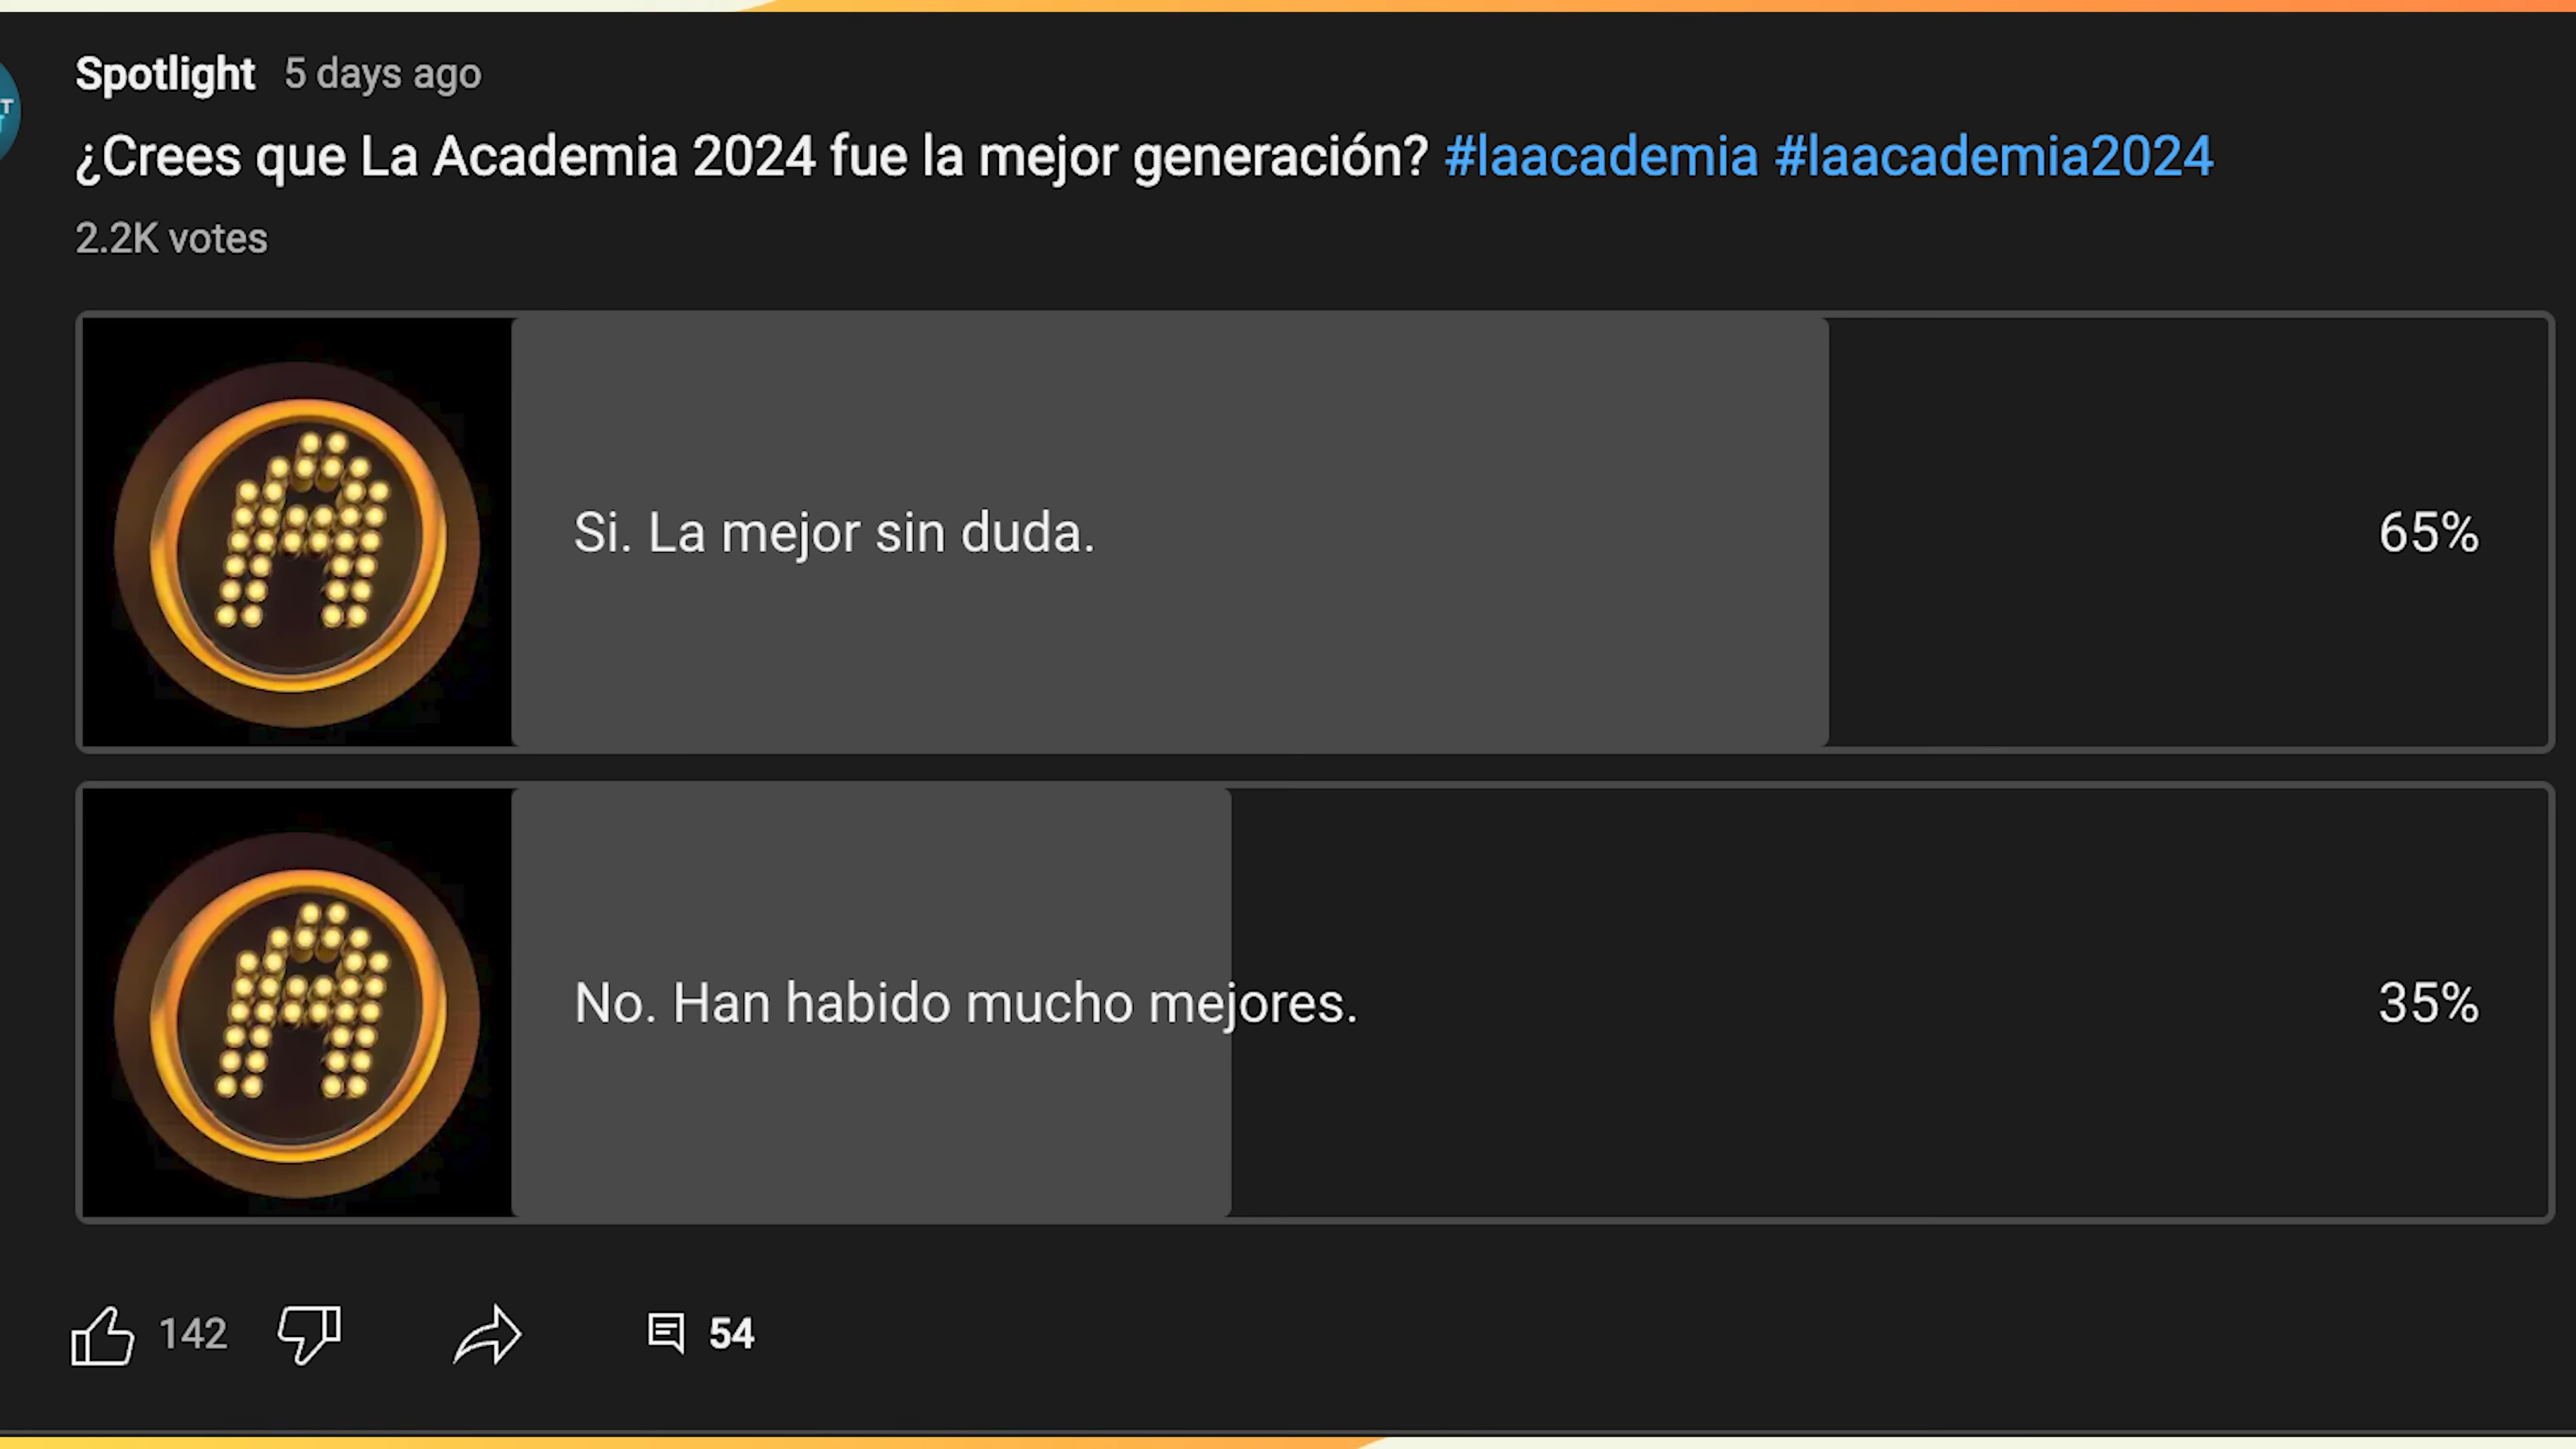 Spotlight 5 days ago
¿Crees que La Academia 2024 fue la mejor generación? #laacademia #laacademia2024
2.2K votes
Si. La mejor sin duda. 65%
No. Han habido mucho mejores. 35%
142 54